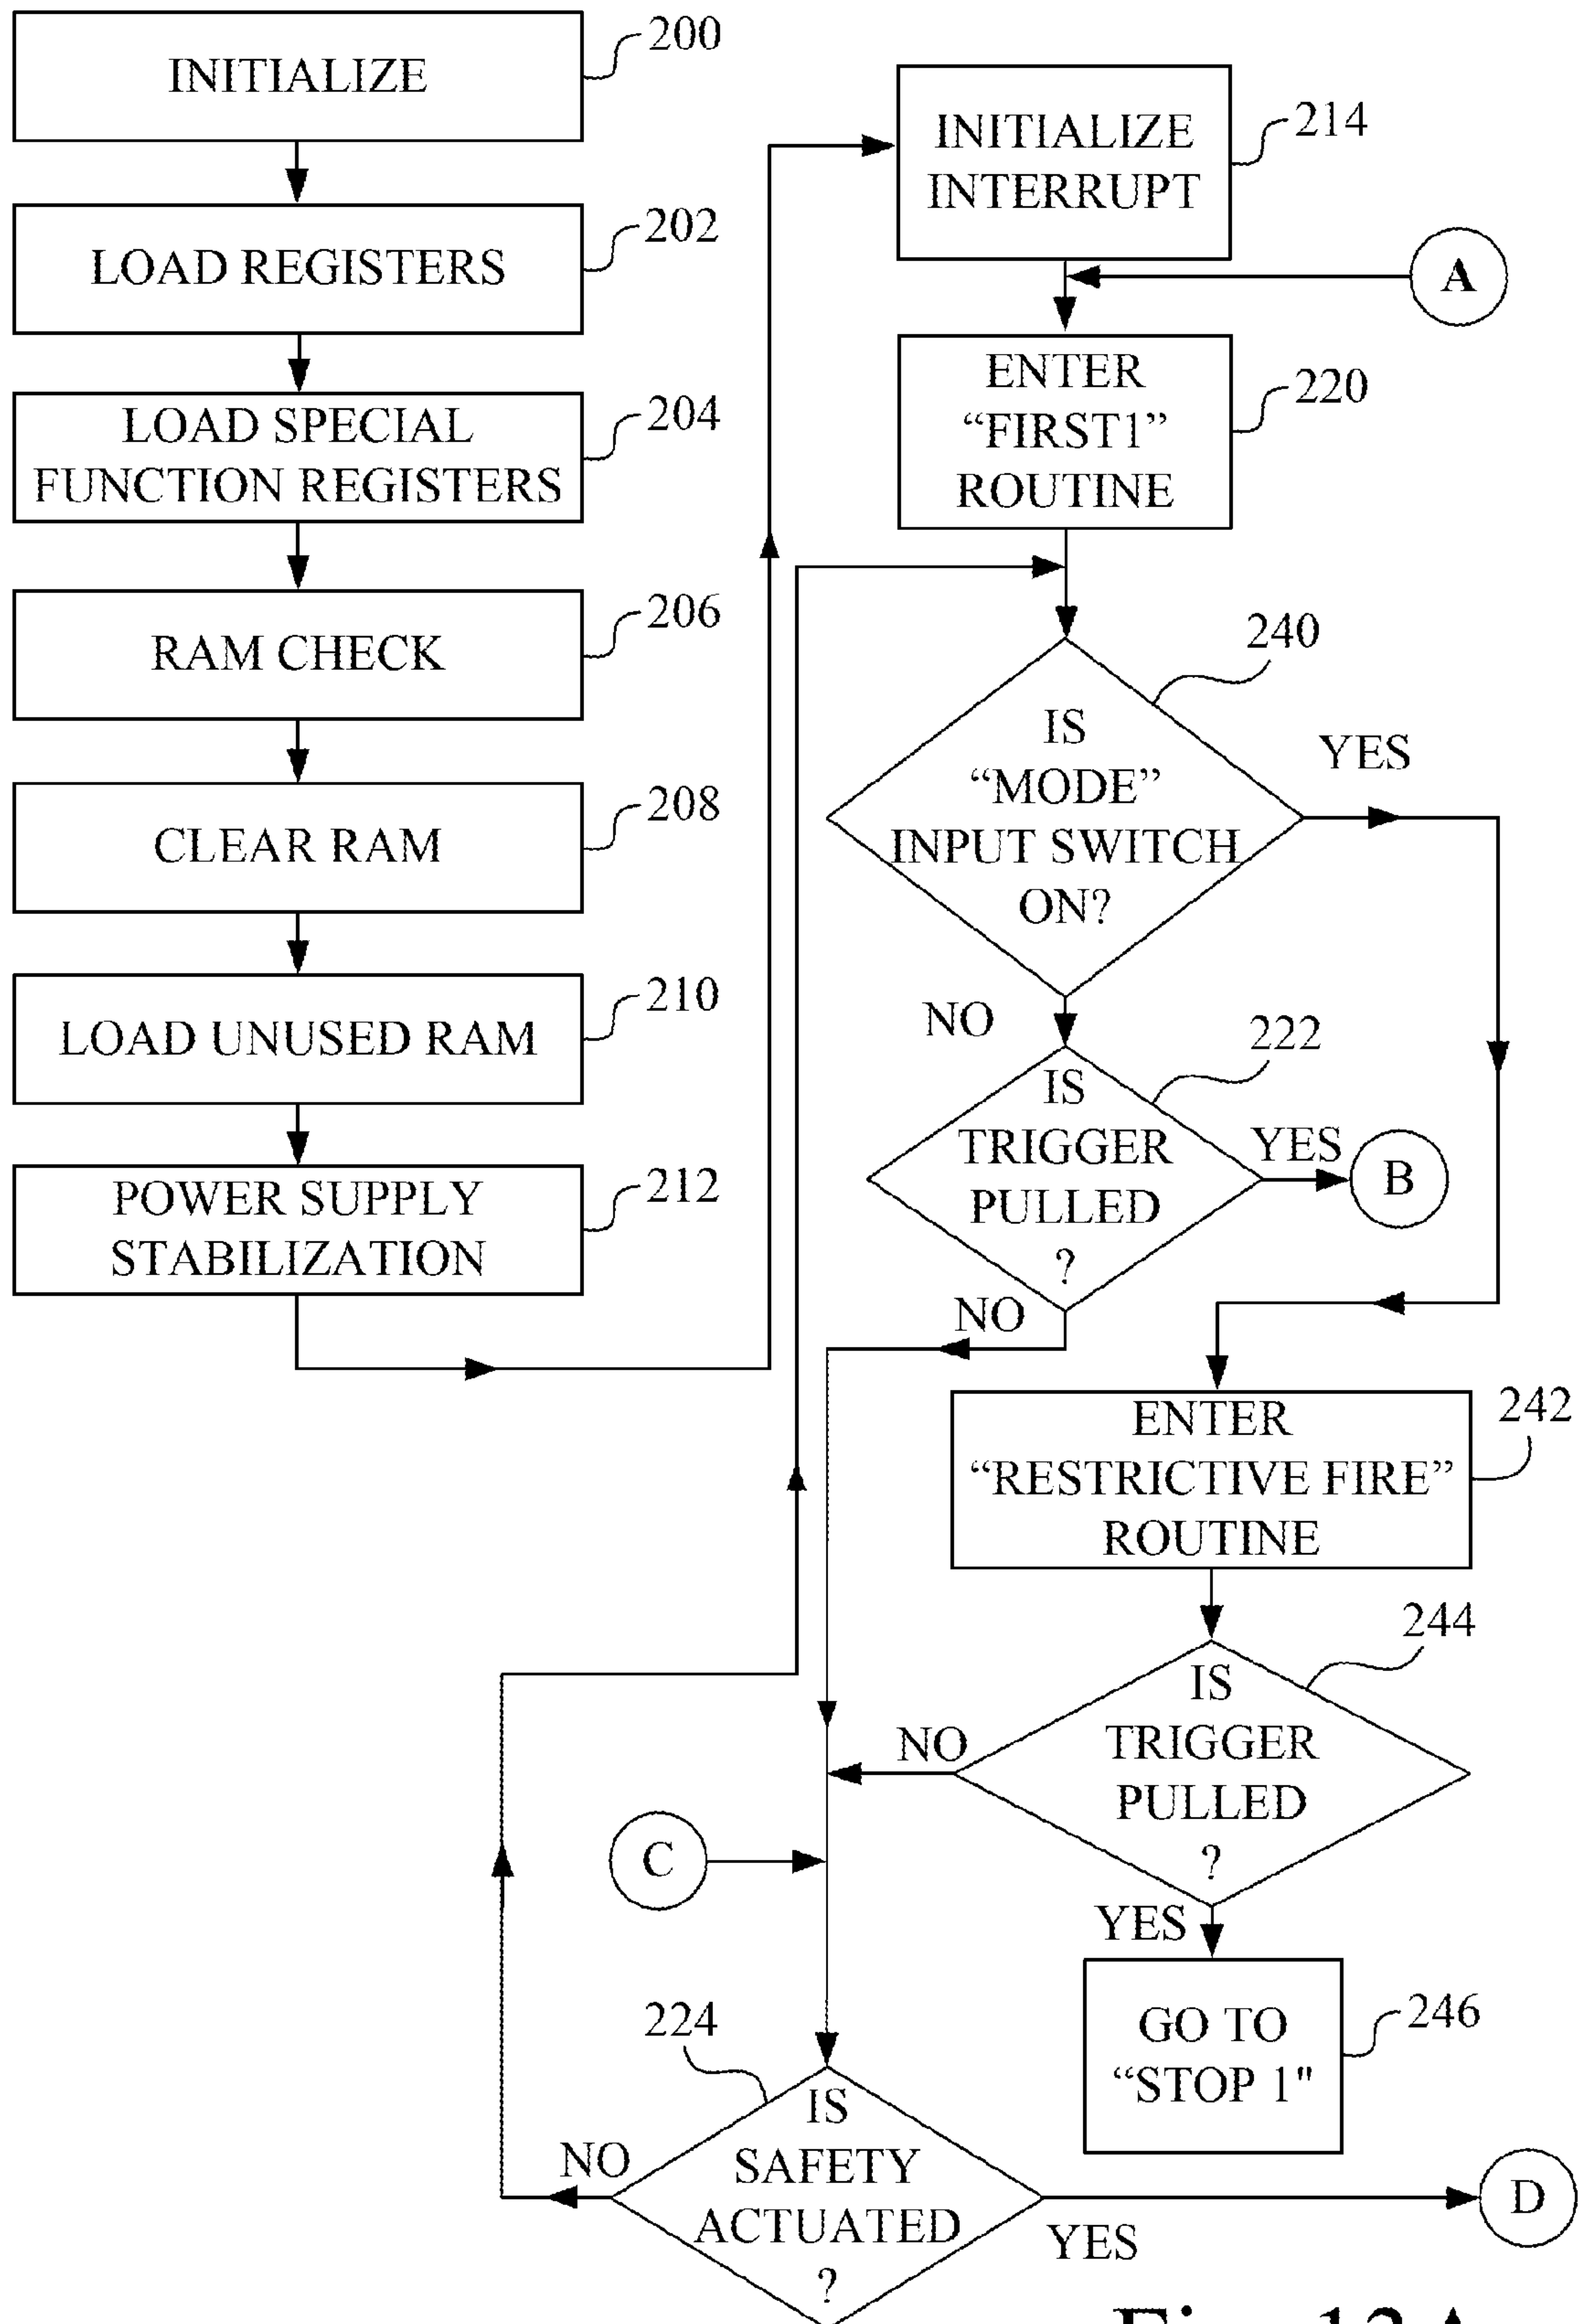 INITIALIZE
200
LOAD REGISTERS
202
LOAD SPECIAL
FUNCTION REGISTERS
204
RAM CHECK
206
CLEAR RAM
208
LOAD UNUSED RAM
210
POWER SUPPLY
STABILIZATION
212
INITIALIZE
INTERRUPT
214
A
ENTER
“FIRST1”
ROUTINE
220
240
IS
“MODE”
INPUT SWITCH
ON?
YES
NO
222
IS
TRIGGER
PULLED
?
YES
B
NO
ENTER
“RESTRICTIVE FIRE”
ROUTINE
242
244
IS
TRIGGER
PULLED
?
NO
C
YES
GO TO
“STOP 1"
246
224
IS
SAFETY
ACTUATED
?
NO
YES
D